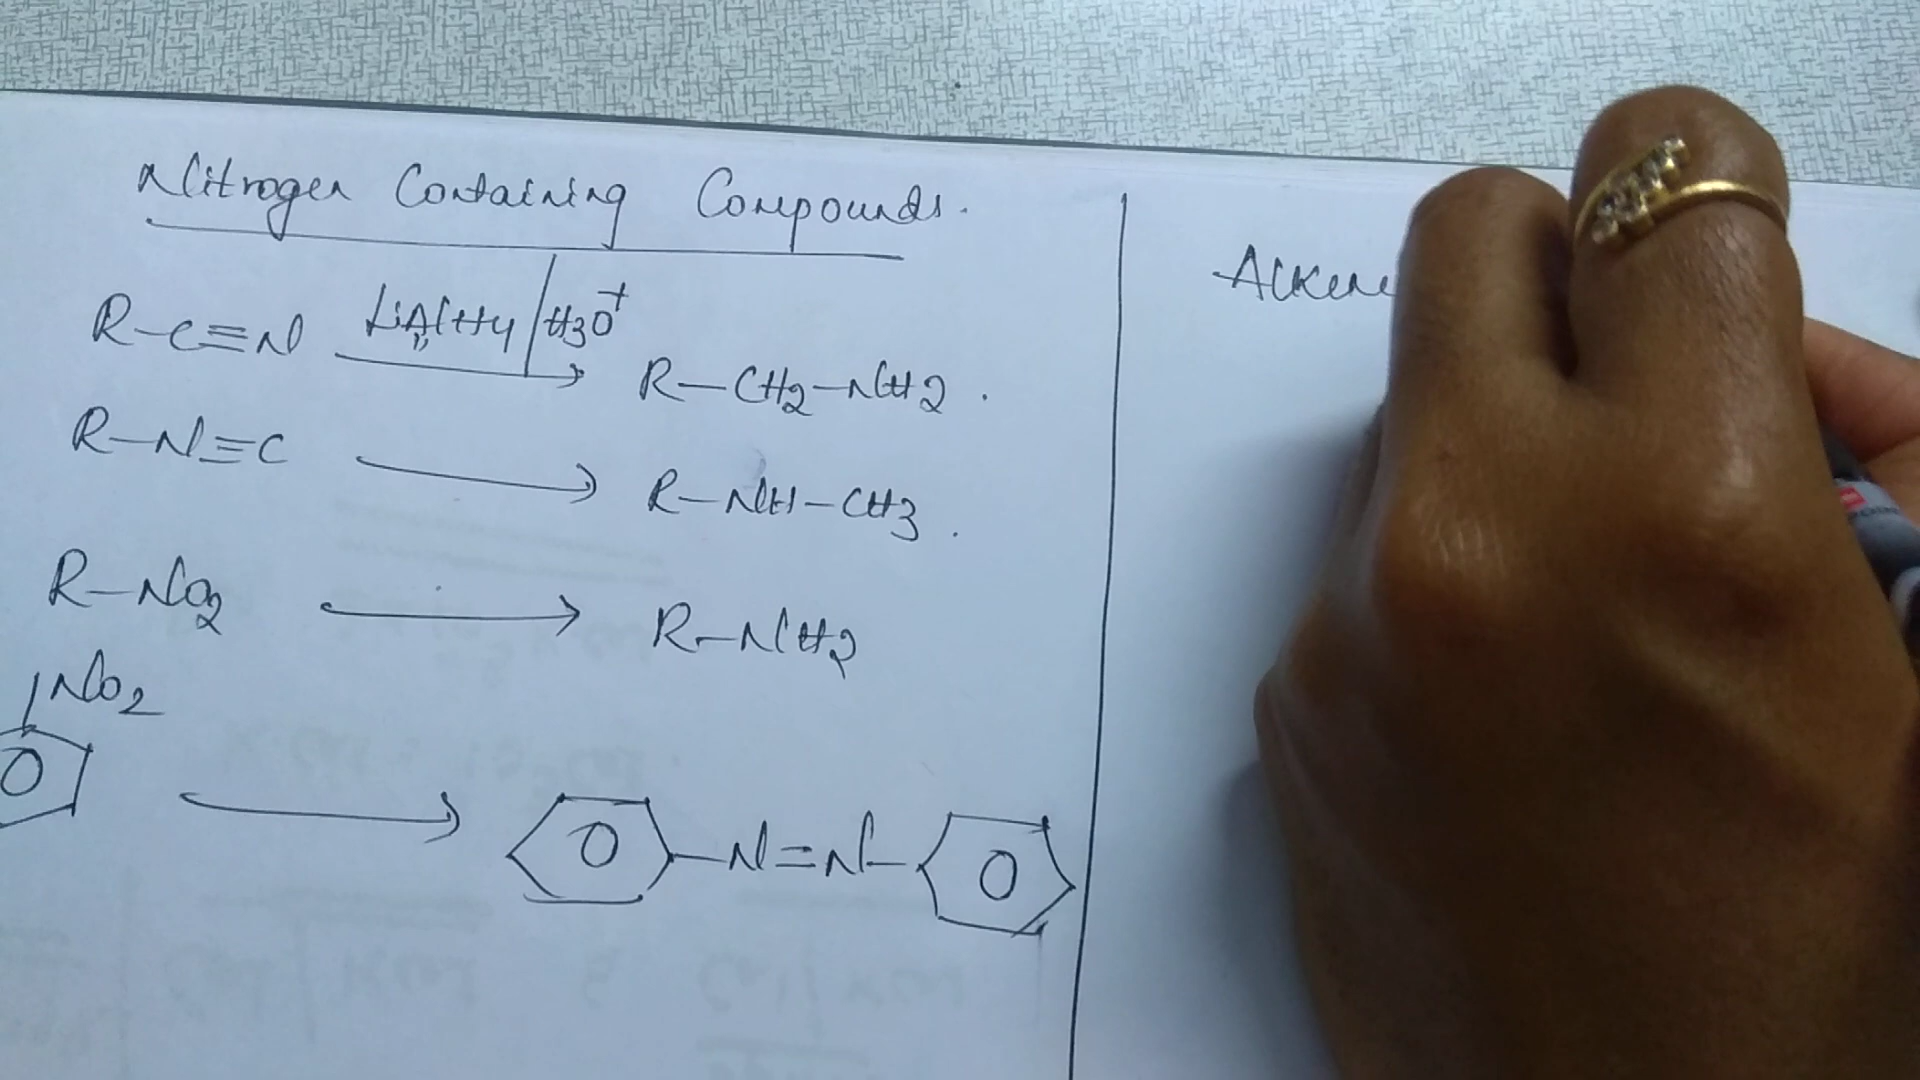 Nitrogen Containing Compounds.
R-C≡N LiAlH4/H3O+ → R-CH2-NH2.
R-N≡C → R-NH-CH3.
R-NO2 → R-NH2
NO2
→ -N=N-
Alkene